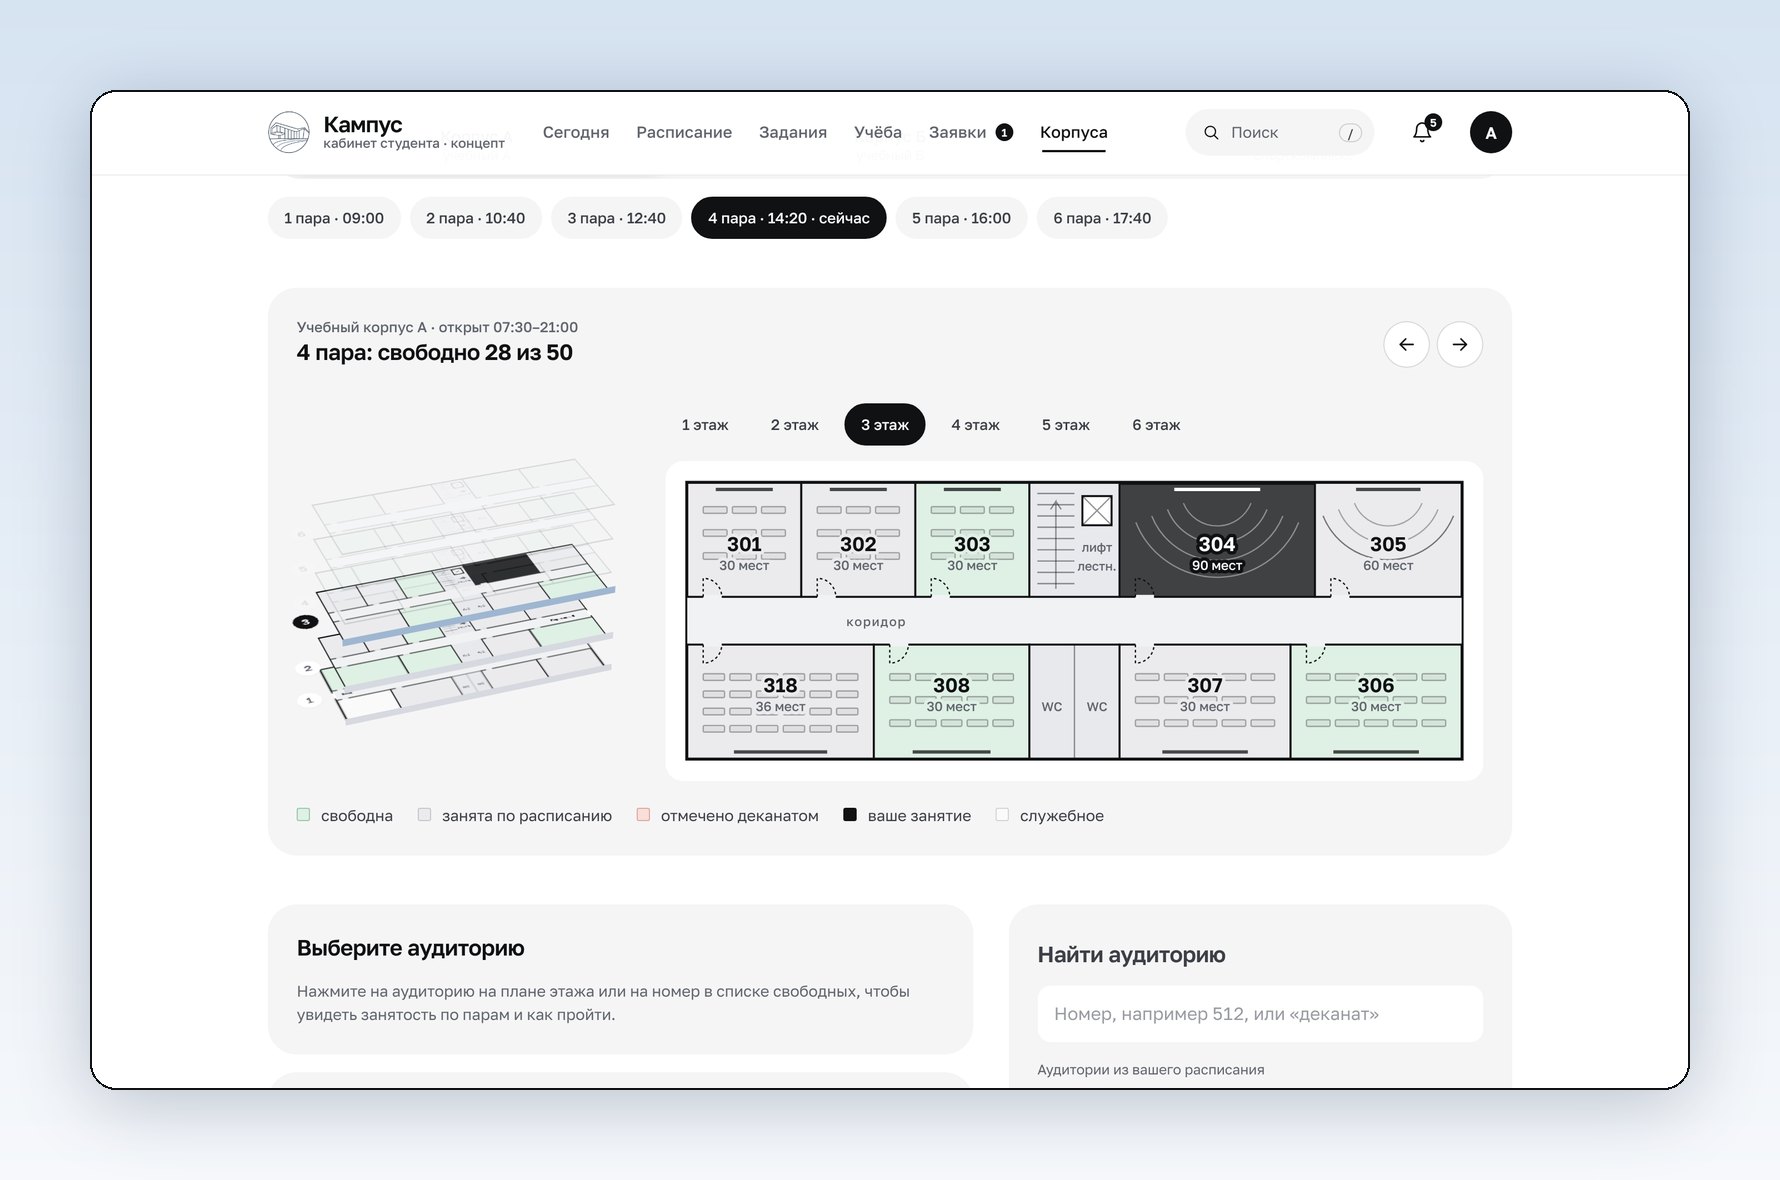 Кампус
кабинет студента · концепт
Сегодня
Расписание
Задания
Учёба
Заявки 1
Корпуса
Поиск /
5
A
1 пара · 09:00
2 пара · 10:40
3 пара · 12:40
4 пара · 14:20 · сейчас
5 пара · 16:00
6 пара · 17:40
Учебный корпус А · открыт 07:30–21:00
4 пара: свободно 28 из 50
1 этаж
2 этаж
3 этаж
4 этаж
5 этаж
6 этаж
3
2
1
301
30 мест
302
30 мест
303
30 мест
лифт
лестн.
304
90 мест
305
60 мест
коридор
318
36 мест
308
30 мест
WC
WC
307
30 мест
306
30 мест
свободна
занята по расписанию
отмечено деканатом
ваше занятие
служебное
Выберите аудиторию
Нажмите на аудиторию на плане этажа или на номер в списке свободных, чтобы
увидеть занятость по парам и как пройти.
Найти аудиторию
Номер, например 512, или «деканат»
Аудитории из вашего расписания